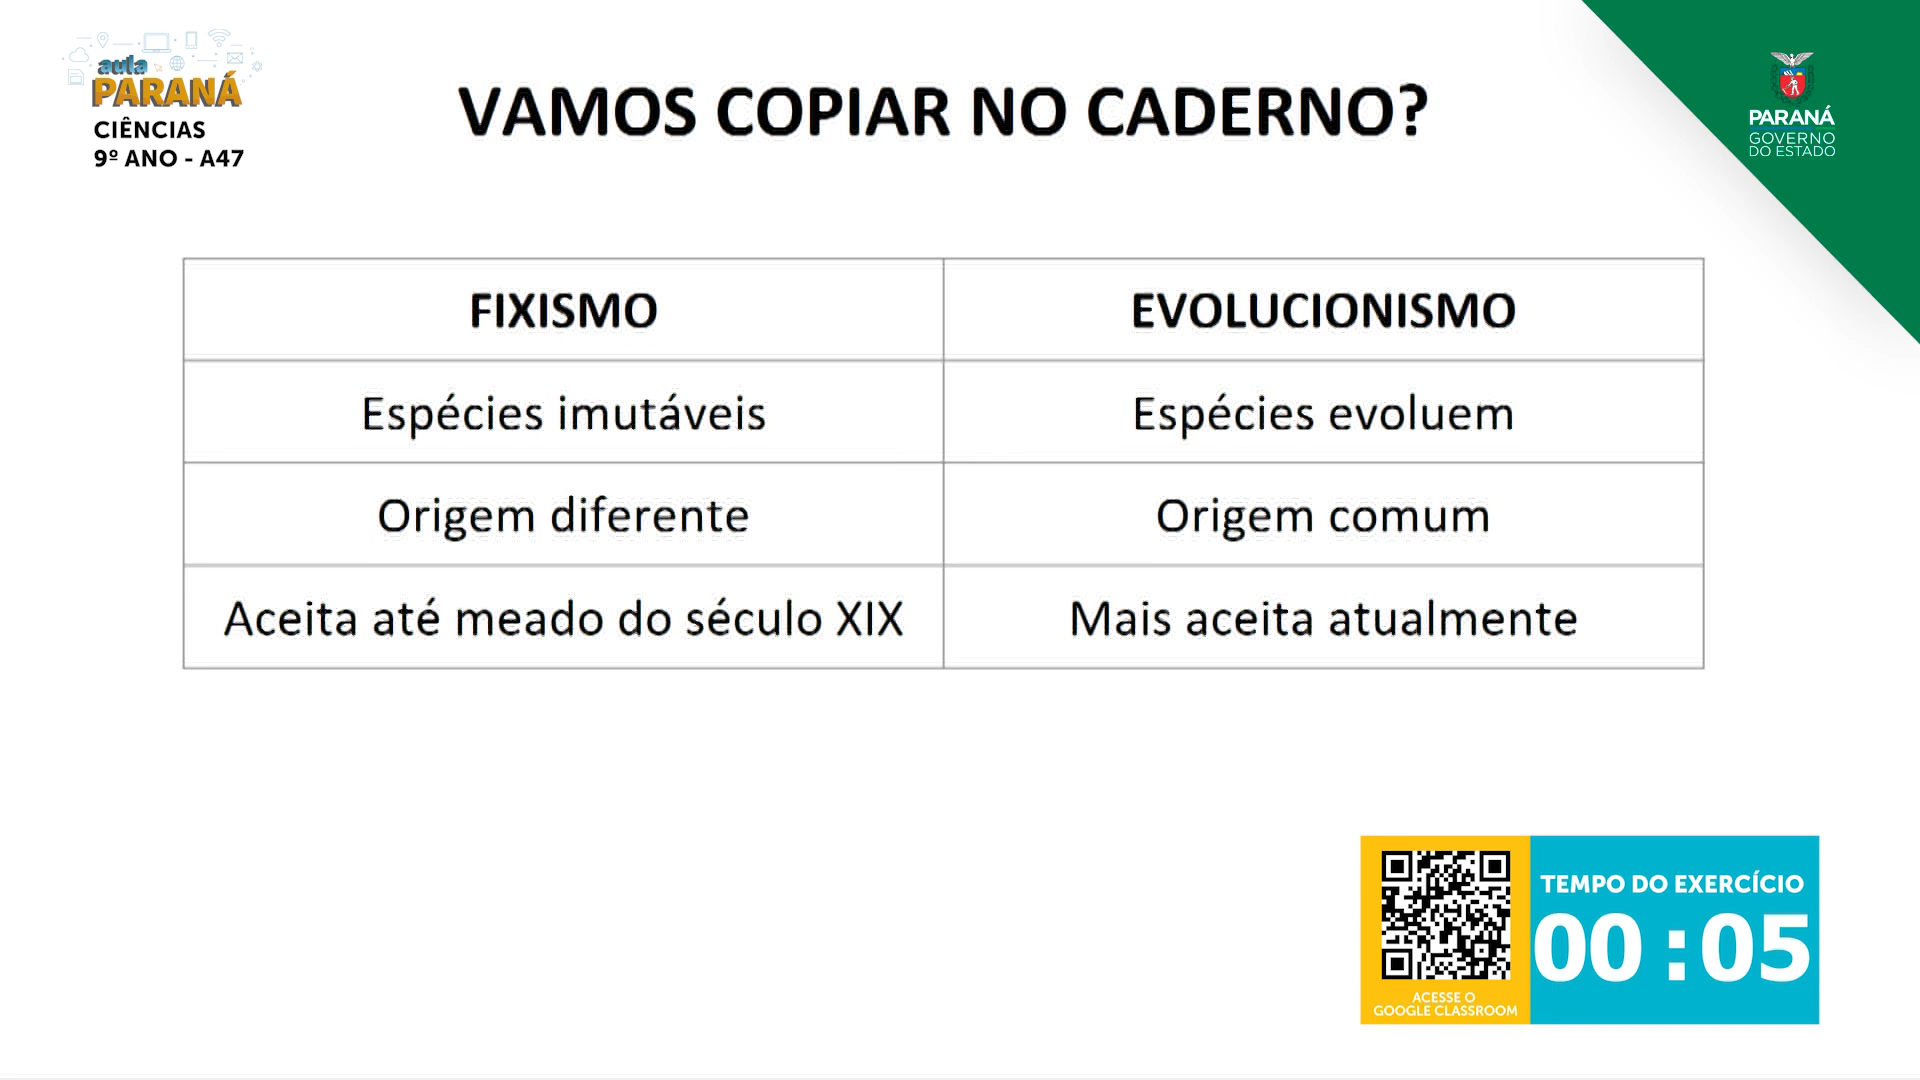 aula
PARANÁ
CIÊNCIAS
9º ANO - A47
VAMOS COPIAR NO CADERNO?
PARANÁ
GOVERNO
DO ESTADO
FIXISMO
EVOLUCIONISMO
Espécies imutáveis
Espécies evoluem
Origem diferente
Origem comum
Aceita até meado do século XIX
Mais aceita atualmente
TEMPO DO EXERCÍCIO
00:05
ACESSE O
GOOGLE CLASSROOM